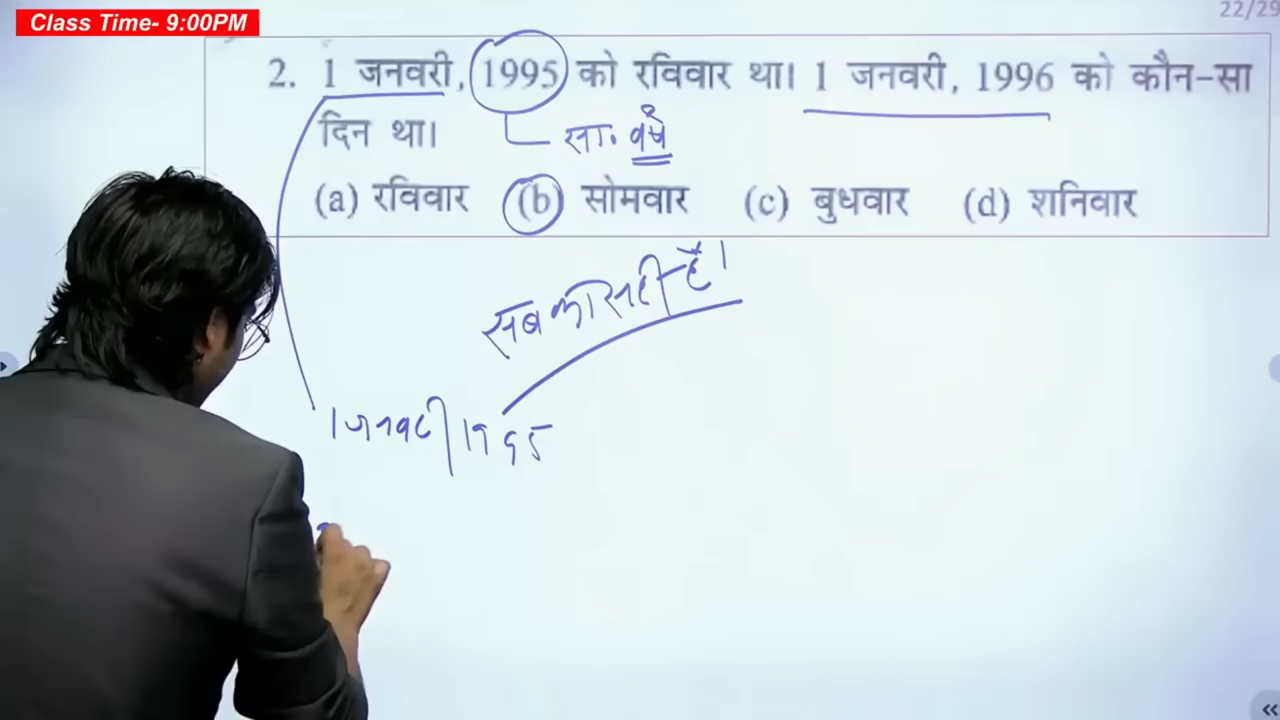 Class Time- 9:00PM
22/29
2. 1 जनवरी, 1995 को रविवार था। 1 जनवरी, 1996 को कौन-सा
दिन था।
सा. वर्ष
(a) रविवार (b) सोमवार (c) बुधवार (d) शनिवार
सबका सही है।
1 जनवरी 1995